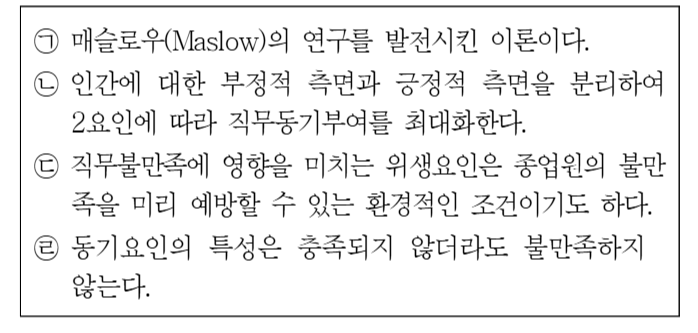 ㉠ 매슬로우(Maslow)의 연구를 발전시킨 이론이다.
㉡ 인간에 대한 부정적 측면과 긍정적 측면을 분리하여
2요인에 따라 직무동기부여를 최대화한다.
㉢ 직무불만족에 영향을 미치는 위생요인은 종업원의 불만
족을 미리 예방할 수 있는 환경적인 조건이기도 하다.
㉣ 동기요인의 특성은 충족되지 않더라도 불만족하지
않는다.